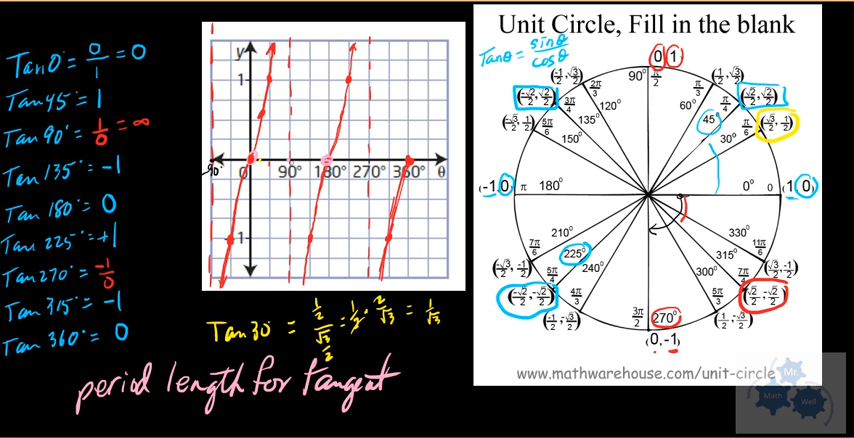 Tan 0 = 0/1 = 0
Tan 45° = 1
Tan 90° = 1/0 = ∞
Tan 135° = -1
Tan 180° = 0
Tan 225° = +1
Tan 270° = -1/0
Tan 315° = -1
Tan 360° = 0
y
1
-90° 0 90° 180° 270° 360° θ
-1
Tan 30° = 1/2 / √3/2 = 1/2 · 2/√3 = 1/√3
period length for tangent
Unit Circle, Fill in the blank
Tanθ = sinθ/cosθ
0 1
90° π/2
(-1/2, √3/2) 2π/3 120°
(-√2/2, √2/2) 3π/4 135°
(-√3/2, 1/2) 5π/6 150°
(1/2, √3/2) π/3 60°
(√2/2, √2/2) π/4 45°
(√3/2, 1/2) π/6 30°
(-1,0) π 180°
0° 0 (1,0)
210° 7π/6 (-√3/2, -1/2)
225° 5π/4 (-√2/2, -√2/2)
240° 4π/3 (-1/2, -√3/2)
330° 11π/6 (√3/2, -1/2)
315° 7π/4 (√2/2, -√2/2)
300° 5π/3 (1/2, -√3/2)
3π/2 270°
(0, -1)
www.mathwarehouse.com/unit-circle
Mr.
Math Well